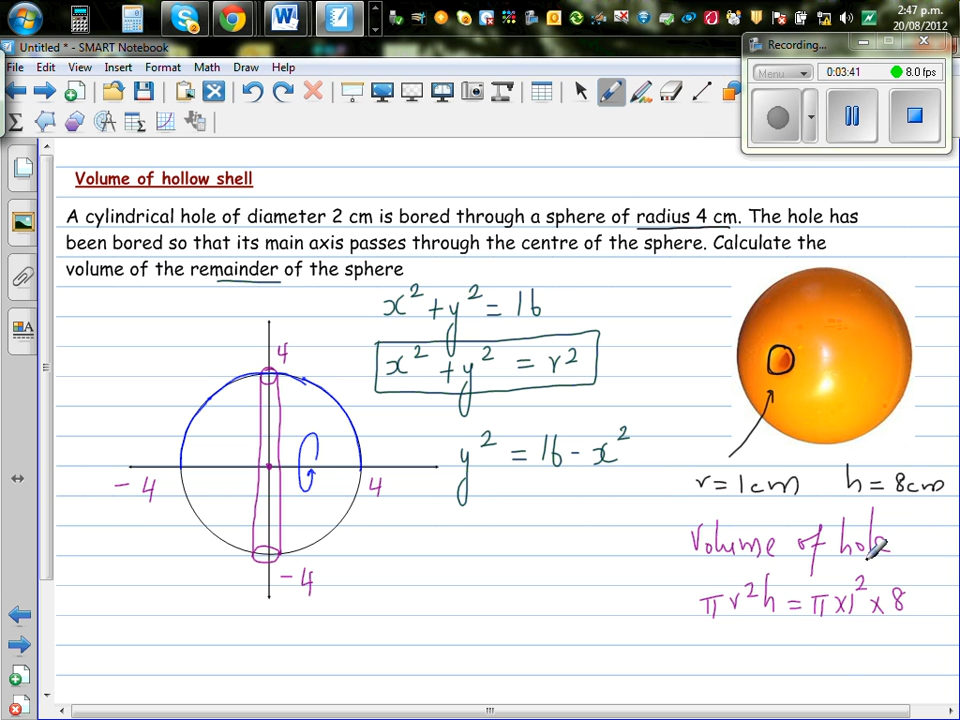 2:47 p.m.
20/08/2012
Untitled * - SMART Notebook
File Edit View Insert Format Math Draw Help
Recording...
Menu
0:03:41
8.0 fps
Volume of hollow shell
A cylindrical hole of diameter 2 cm is bored through a sphere of radius 4 cm. The hole has
been bored so that its main axis passes through the centre of the sphere. Calculate the
volume of the remainder of the sphere
x² + y² = 16
x² + y² = r²
y² = 16 - x²
4
-4
4
-4
r = 1cm h = 8cm
Volume of hole
πr²h = π×1²×8